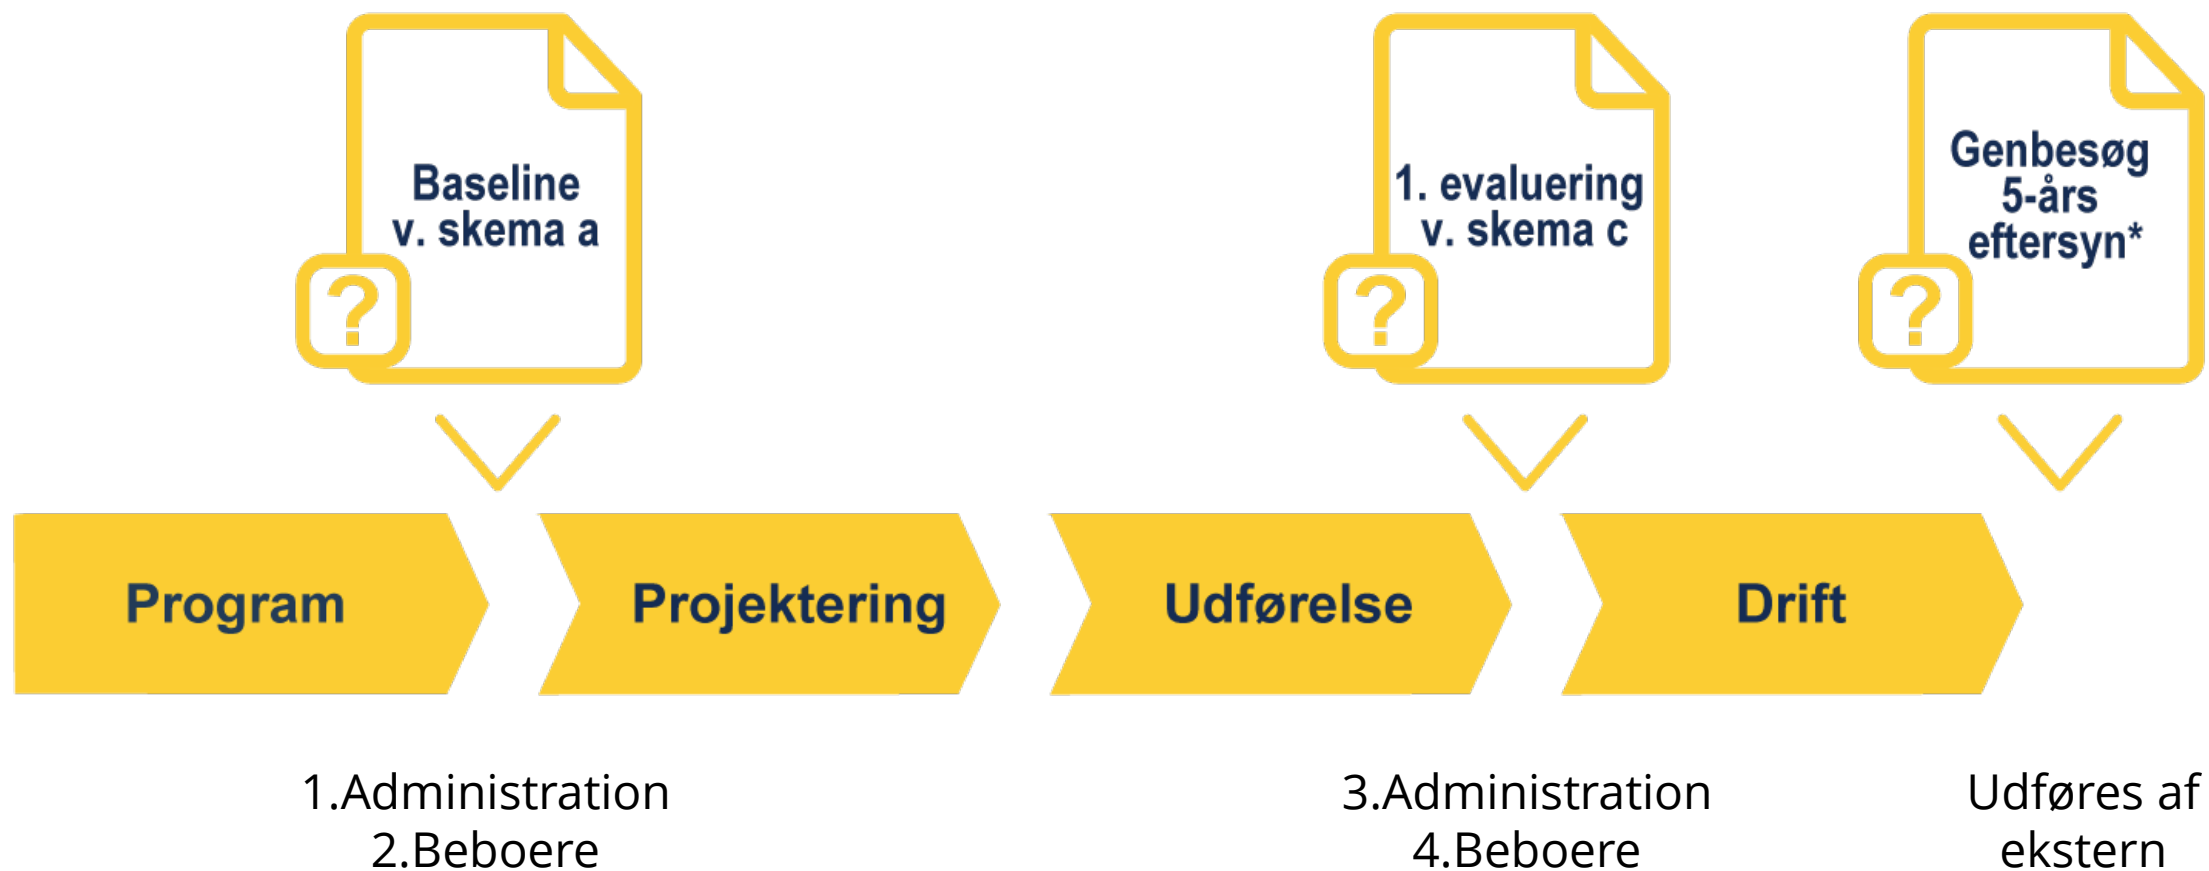 Baseline
v. skema a
?
1. evaluering
v. skema c
?
Genbesøg
5-års
eftersyn*
?
Program
Projektering
Udførelse
Drift
1.Administration
2.Beboere
3.Administration
4.Beboere
Udføres af
ekstern